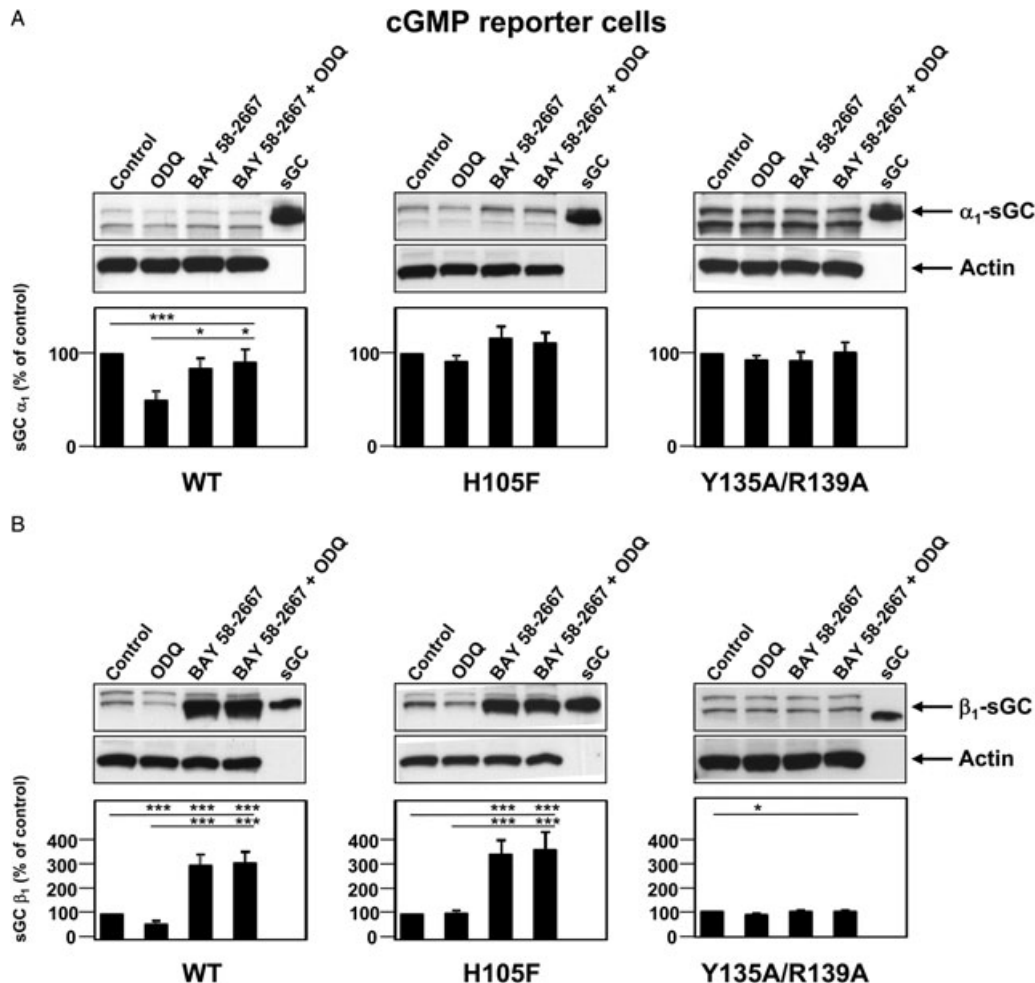 A
cGMP reporter cells
Control
ODQ
BAY 58-2667
BAY 58-2667 + ODQ
sGC
Control
ODQ
BAY 58-2667
BAY 58-2667 + ODQ
sGC
Control
ODQ
BAY 58-2667
BAY 58-2667 + ODQ
sGC
α₁-sGC
Actin
sGC α₁ (% of control)
100
0
***
* *
100
0
100
0
WT
H105F
Y135A/R139A
B
Control
ODQ
BAY 58-2667
BAY 58-2667 + ODQ
sGC
Control
ODQ
BAY 58-2667
BAY 58-2667 + ODQ
sGC
Control
ODQ
BAY 58-2667
BAY 58-2667 + ODQ
sGC
β₁-sGC
Actin
sGC β₁ (% of control)
400
300
200
100
0
*** *** ***
*** ***
400
300
200
100
0
*** ***
*** ***
400
300
200
100
0
*
WT
H105F
Y135A/R139A